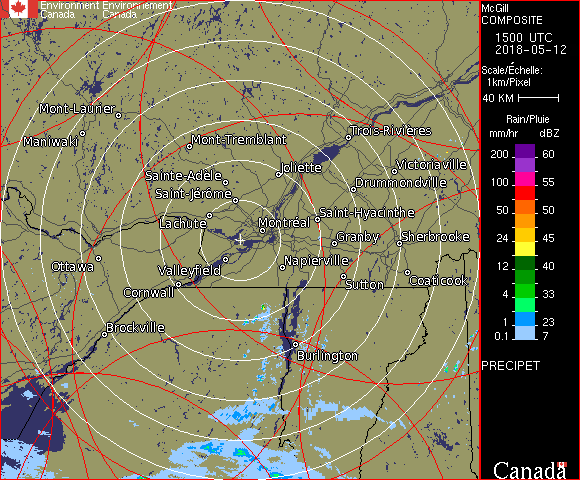 Environment Environnement
Canada Canada
McGill
COMPOSITE
1500 UTC
2018-05-12
Scale/Échelle:
1km/Pixel
40 KM
Rain/Pluie
mm/hr dBZ
200 60
100 55
50 50
24 45
12 40
4 33
1 23
0.1 7
PRECIPET
Mont-Laurier
Maniwaki
Mont-Tremblant
Trois-Rivières
Joliette
Victoriaville
Sainte-Adèle
Drummondville
Saint-Jérôme
Lachute
Saint-Hyacinthe
Montréal
Granby
Sherbrooke
Ottawa
Valleyfield
Napierville
Cornwall
Sutton
Coaticook
Brockville
Burlington
Canada